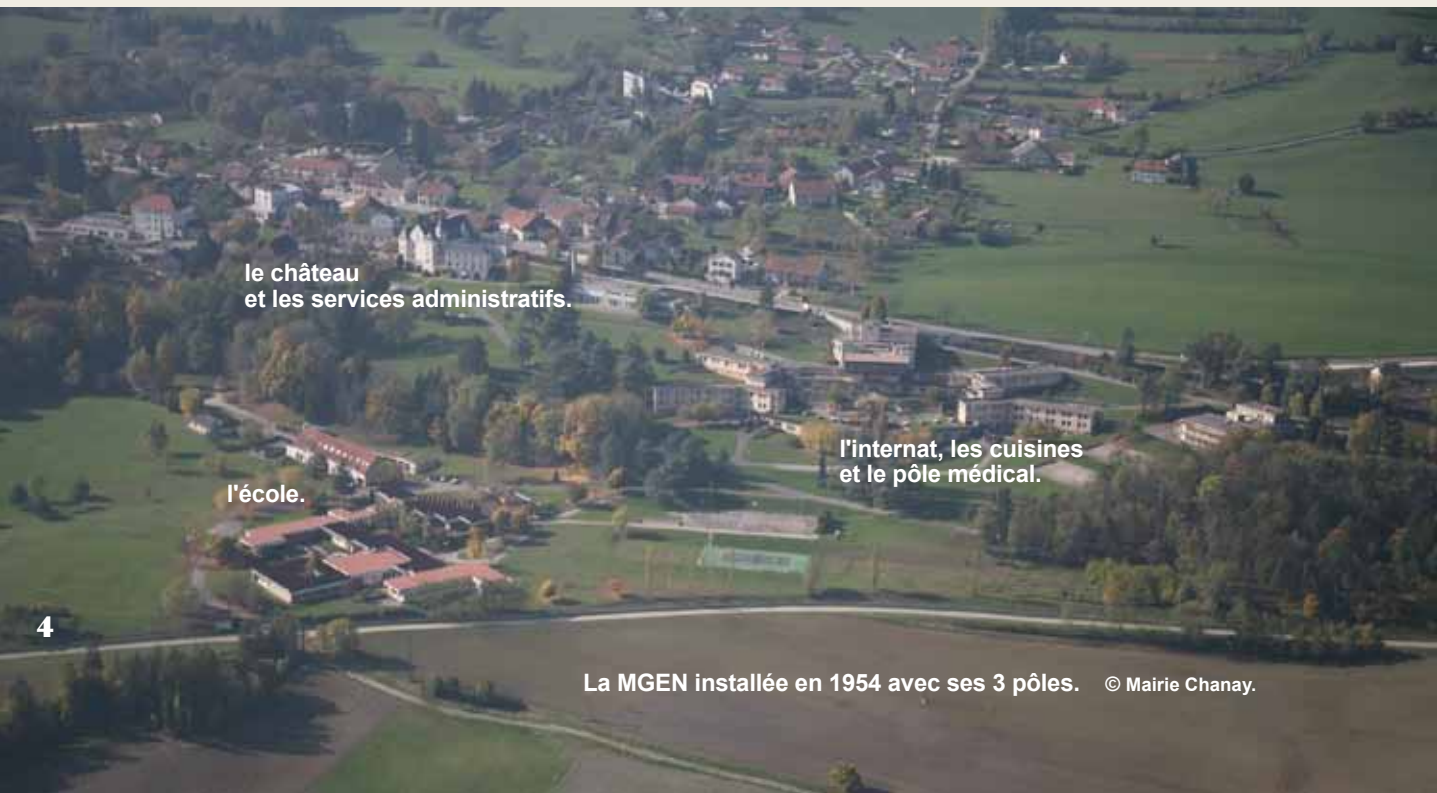 le château
et les services administratifs.
l'internat, les cuisines
et le pôle médical.
l'école.
4
La MGEN installée en 1954 avec ses 3 pôles. © Mairie Chanay.